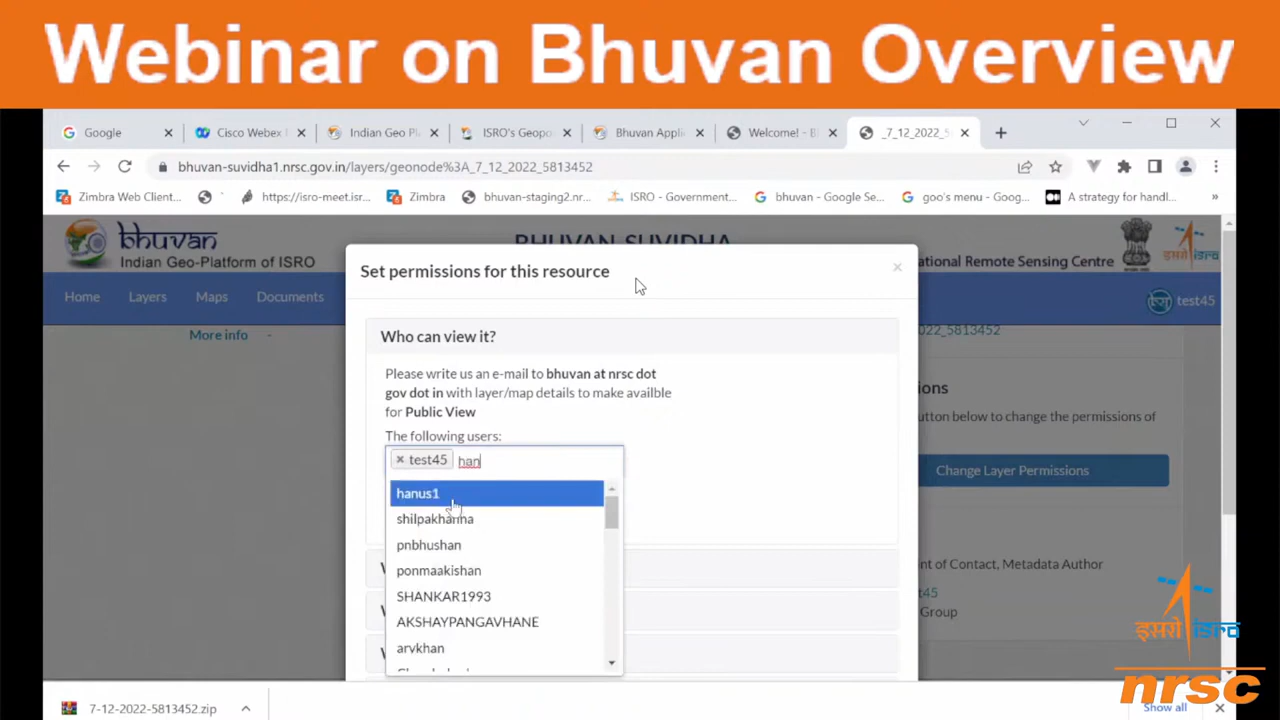 Webinar on Bhuvan Overview
Google
Cisco Webex
Indian Geo Pl
ISRO's Geopo
Bhuvan Appli
Welcome! - B
_7_12_2022_5
bhuvan-suvidha1.nrsc.gov.in/layers/geonode%3A_7_12_2022_5813452
Zimbra Web Client...
https://isro-meet.isr...
Zimbra
bhuvan-staging2.nr...
ISRO - Government...
bhuvan - Google Se...
goo's menu - Goog...
A strategy for handl...
bhuvan
Indian Geo-Platform of ISRO
BHUVAN SUVIDHA
ational Remote Sensing Centre
इसरो isro
Home
Layers
Maps
Documents
test45
More info -
Set permissions for this resource
Who can view it?
Please write us an e-mail to bhuvan at nrsc dot
gov dot in with layer/map details to make availble
for Public View
The following users:
test45 han
hanus1
shilpakhanna
pnbhushan
ponmaakishan
SHANKAR1993
AKSHAYPANGAVHANE
arvkhan
022_5813452
ons
utton below to change the permissions of
Change Layer Permissions
nt of Contact, Metadata Author
t45
Group
इसरो isro
nrsc
7-12-2022-5813452.zip
Show all